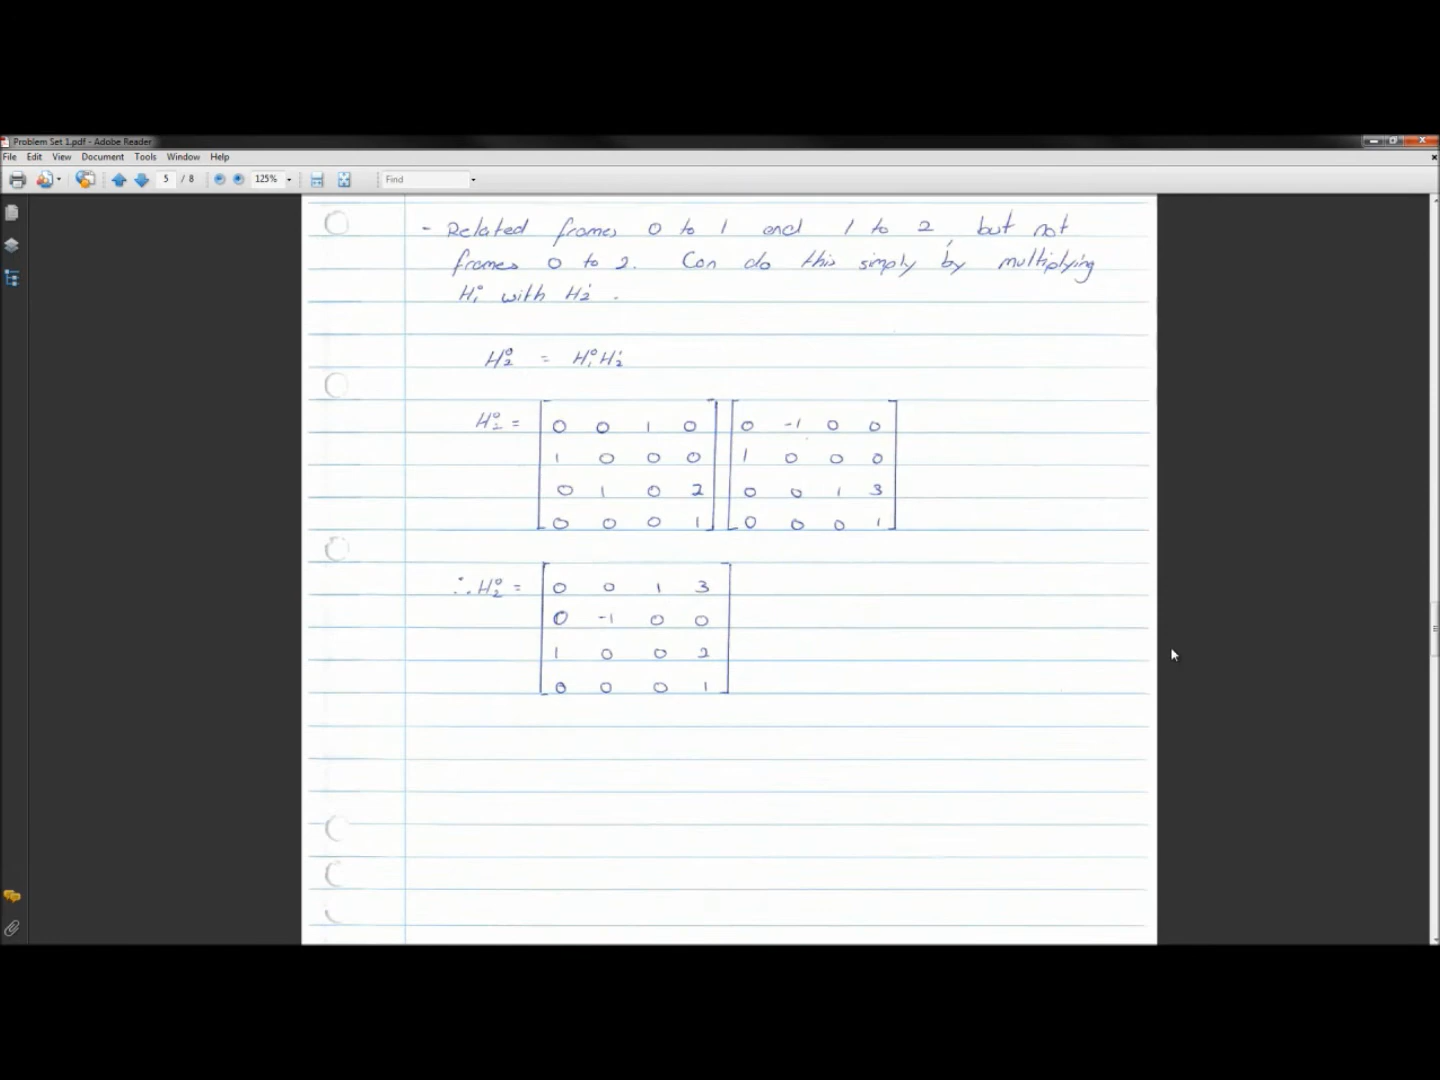 Problem Set 1.pdf - Adobe Reader
File Edit View Document Tools Window Help
5 / 8 125% Find
- Related frames 0 to 1 and 1 to 2, but not
frames 0 to 2. Can do this simply by multiplying
H₁⁰ with H₂¹.
H₂⁰ = H₁⁰H₂¹
H₂⁰ =
0 0 1 0 0 -1 0 0
1 0 0 0 1 0 0 0
0 1 0 2 0 0 1 3
0 0 0 1 0 0 0 1
∴ H₂⁰ =
0 0 1 3
0 -1 0 0
1 0 0 2
0 0 0 1